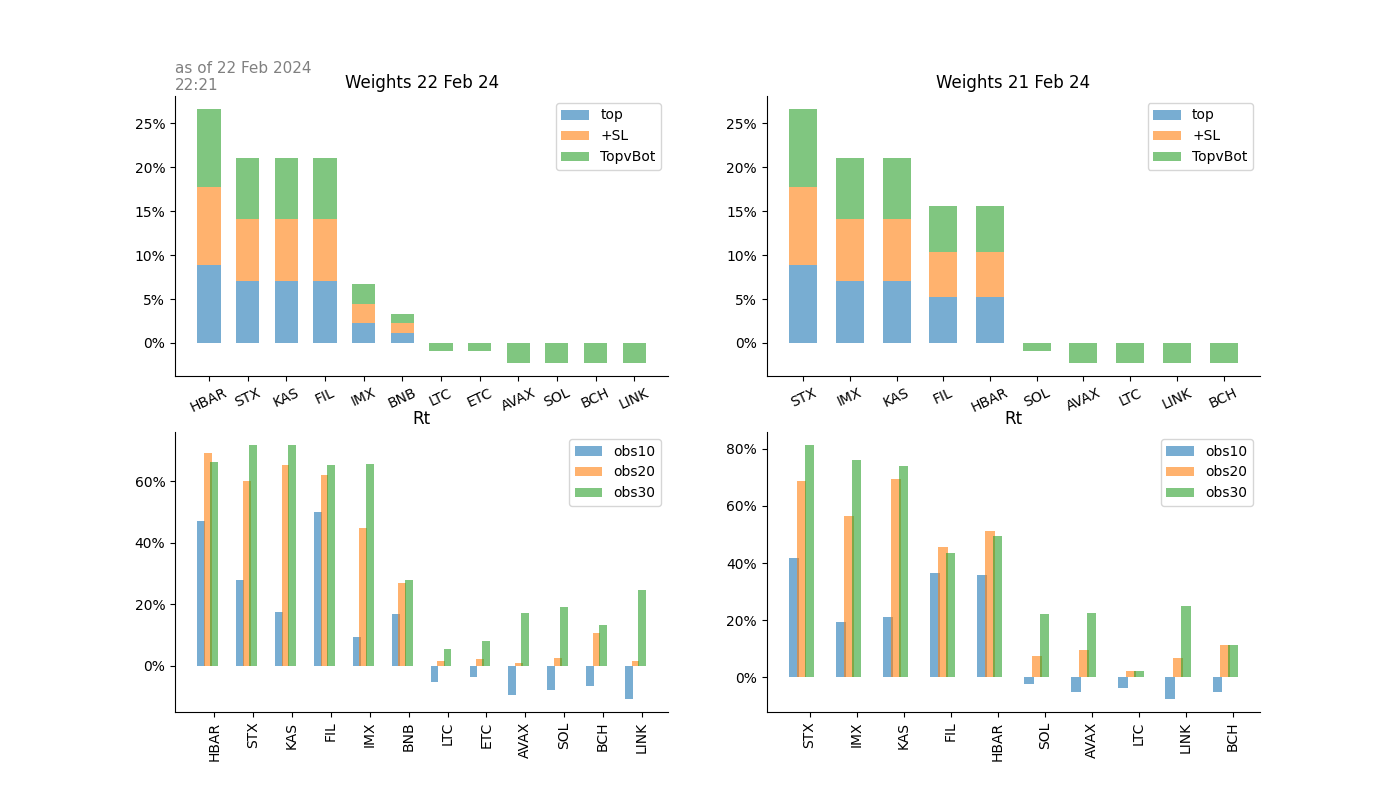 as of 22 Feb 2024
22:21
Weights 22 Feb 24
25%
20%
15%
10%
5%
0%
top
+SL
TopvBot
HBAR STX KAS FIL IMX BNB LTC ETC AVAX SOL BCH LINK
Weights 21 Feb 24
25%
20%
15%
10%
5%
0%
top
+SL
TopvBot
STX IMX KAS FIL HBAR SOL AVAX LTC LINK BCH
Rt
60%
40%
20%
0%
obs10
obs20
obs30
HBAR STX KAS FIL IMX BNB LTC ETC AVAX SOL BCH LINK
Rt
80%
60%
40%
20%
0%
obs10
obs20
obs30
STX IMX KAS FIL HBAR SOL AVAX LTC LINK BCH